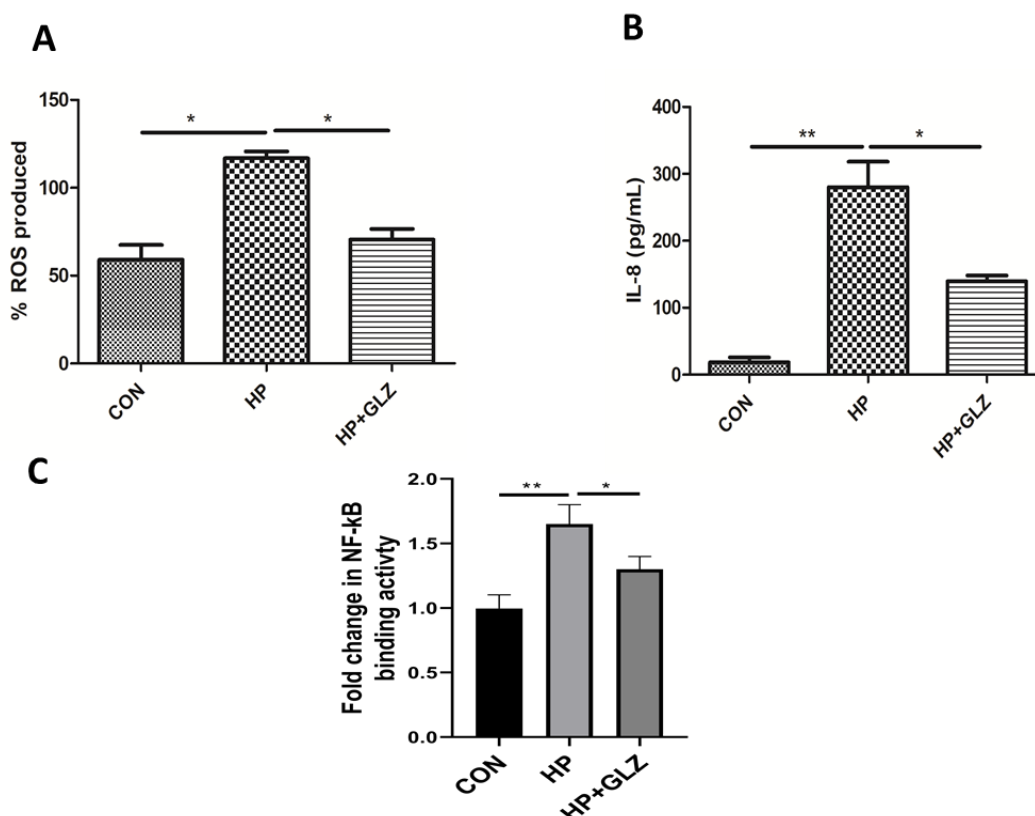 A
% ROS produced
150
100
50
0
*
*
CON
HP
HP+GLZ
B
IL-8 (pg/mL)
400
300
200
100
0
**
*
CON
HP
HP+GLZ
C
Fold change in NF-kB
binding activty
2.0
1.5
1.0
0.5
0.0
**
*
CON
HP
HP+GLZ